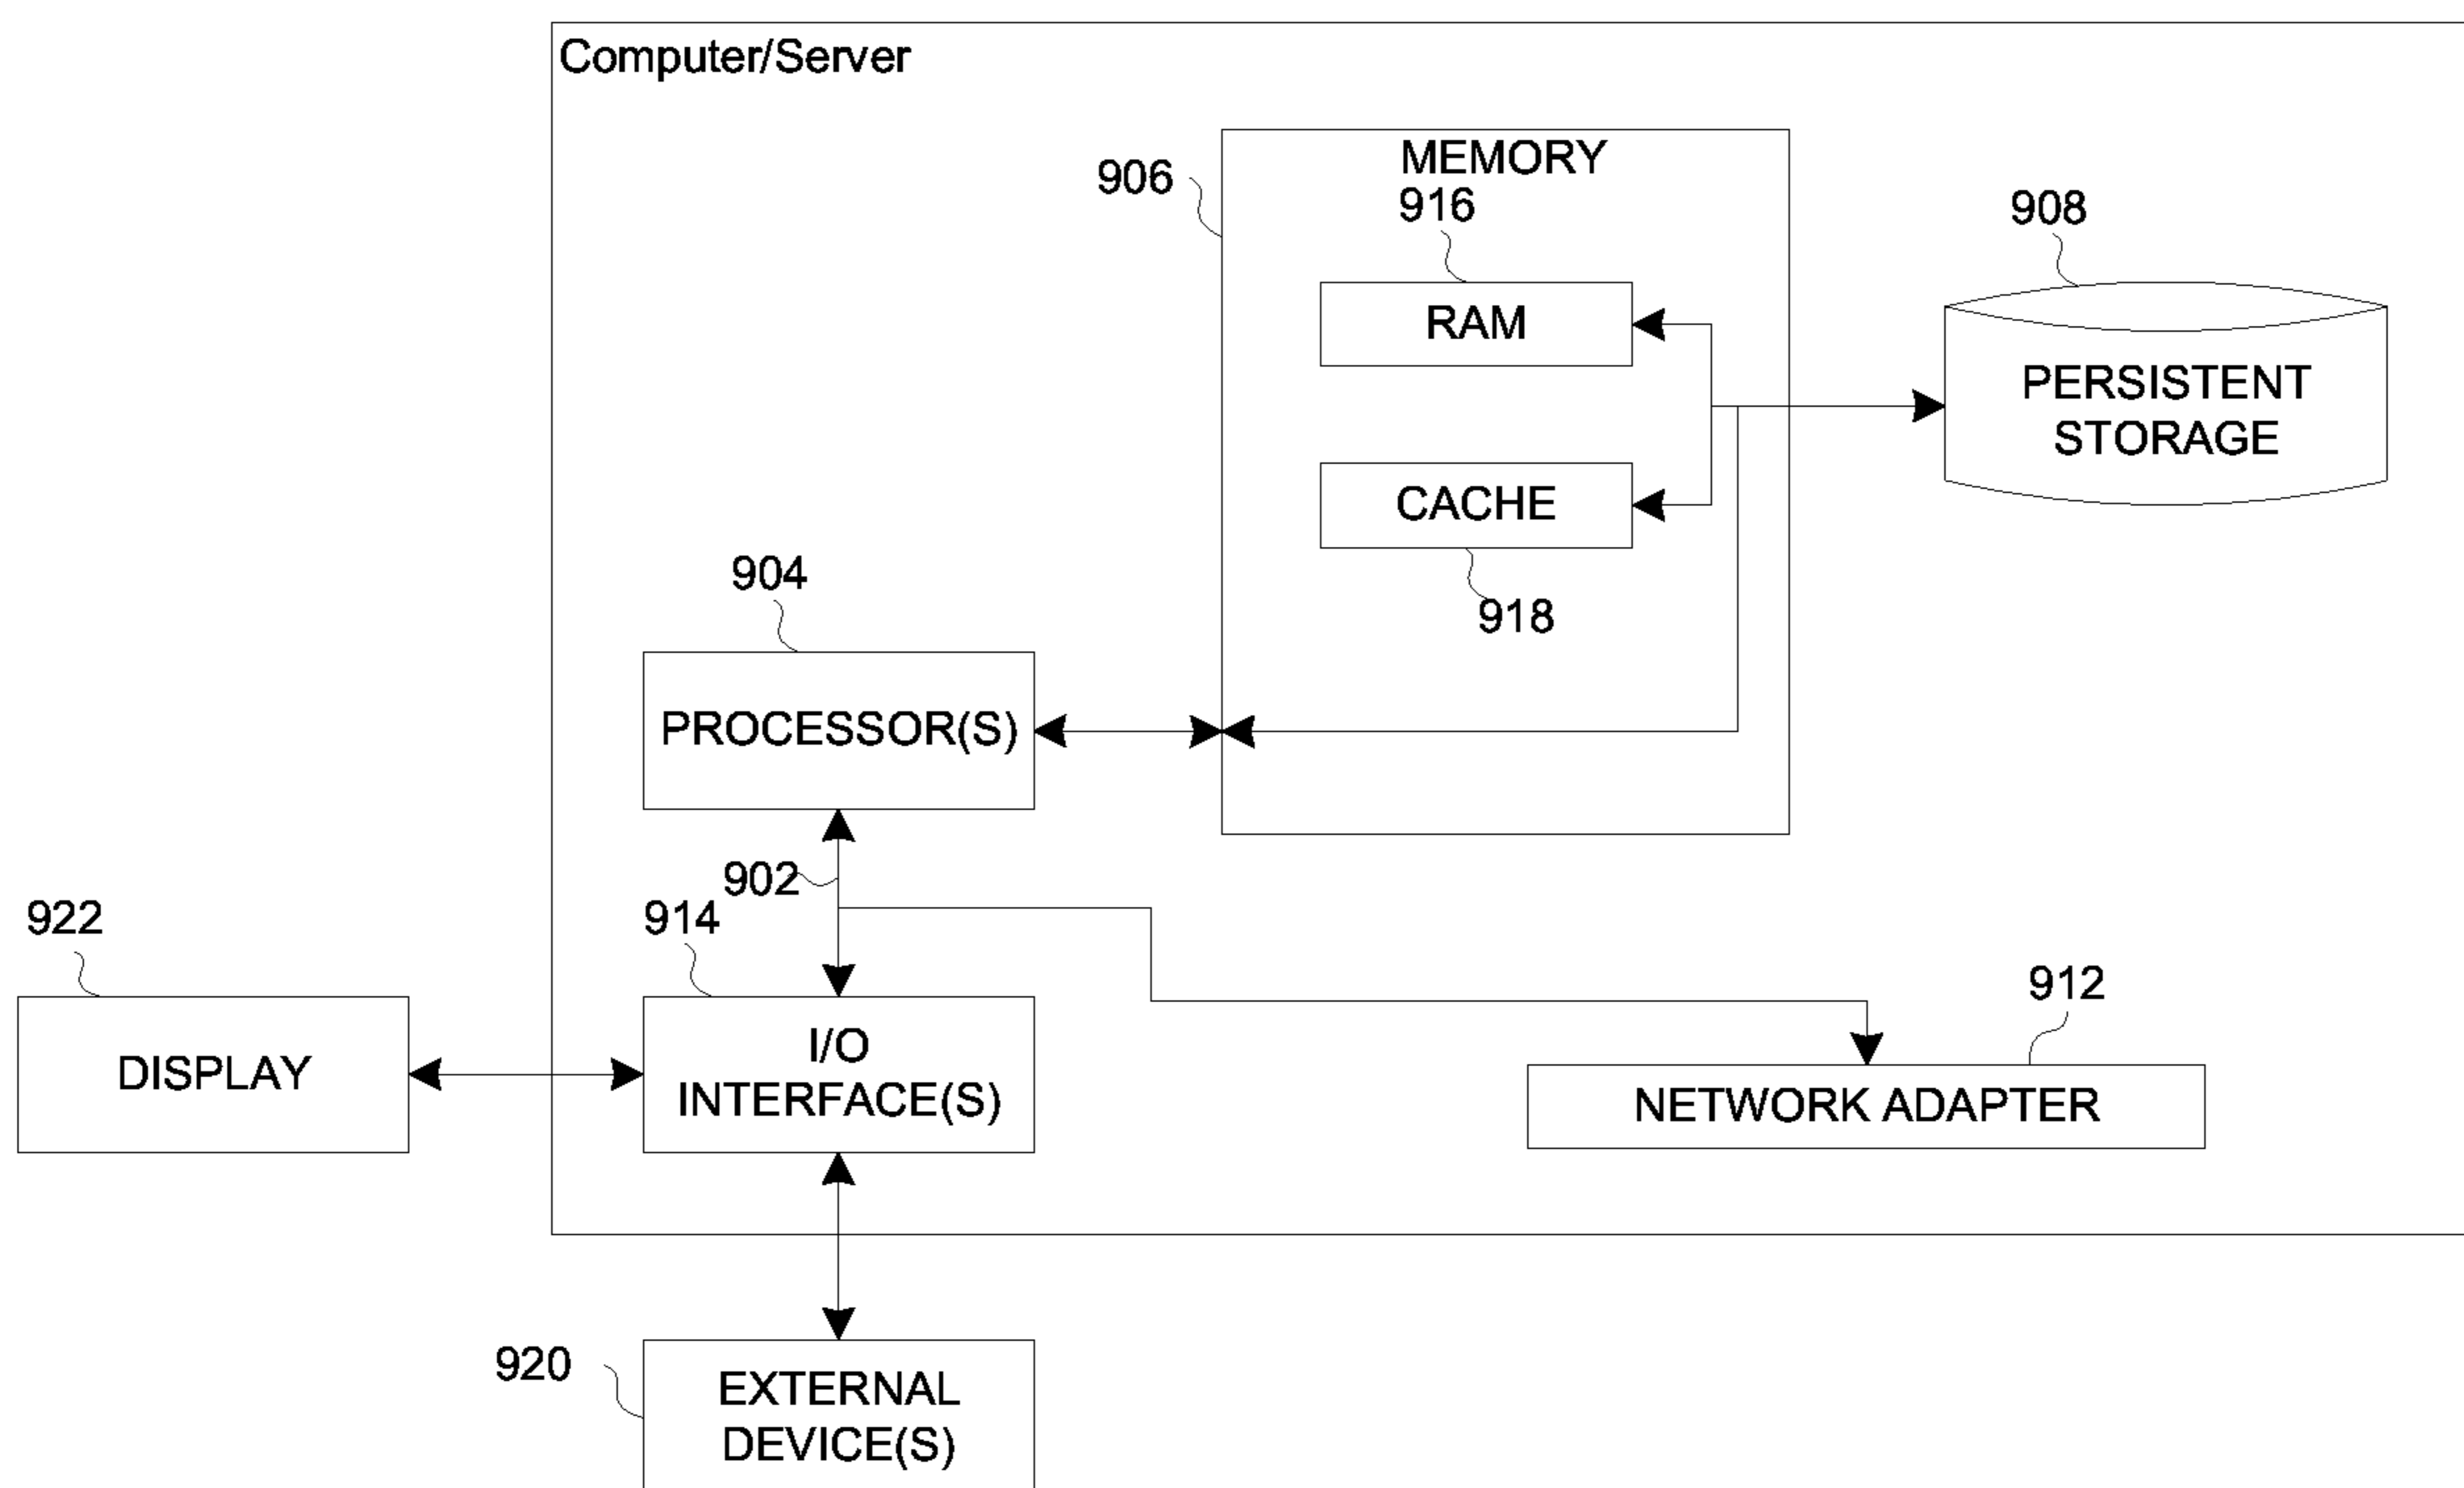 Computer/Server
MEMORY
906
916
908
RAM
PERSISTENT
STORAGE
CACHE
918
904
PROCESSOR(S)
902
922
914
912
DISPLAY
I/O
INTERFACE(S)
NETWORK ADAPTER
920
EXTERNAL
DEVICE(S)